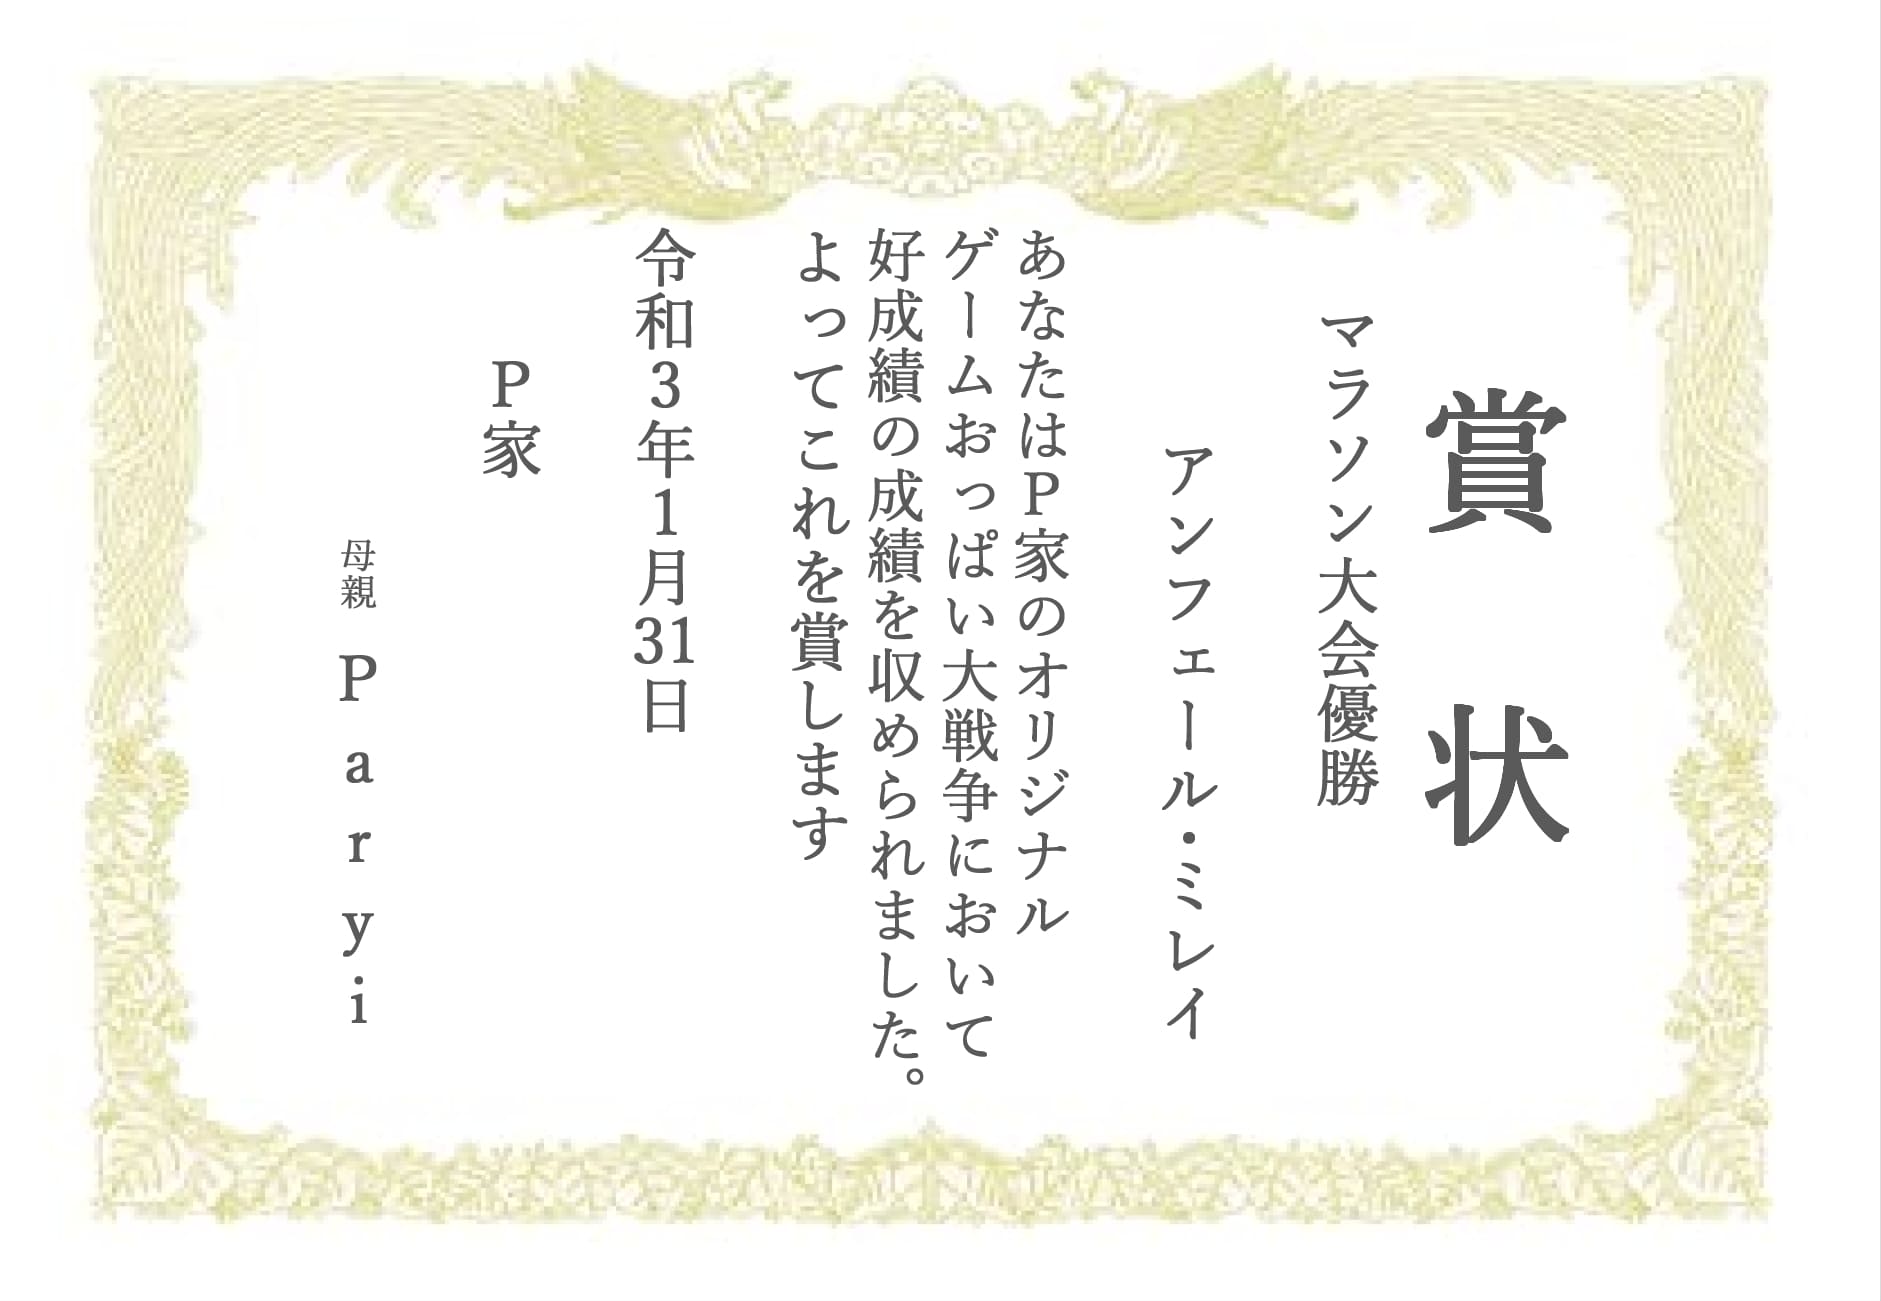 賞状
マラソン大会優勝
アンフェール・ミレイ
あなたはP家のオリジナル
ゲームおっぱい大戦争において
好成績の成績を収められました。
よってこれを賞します
令和3年1月31日
P家
母親 Paryi